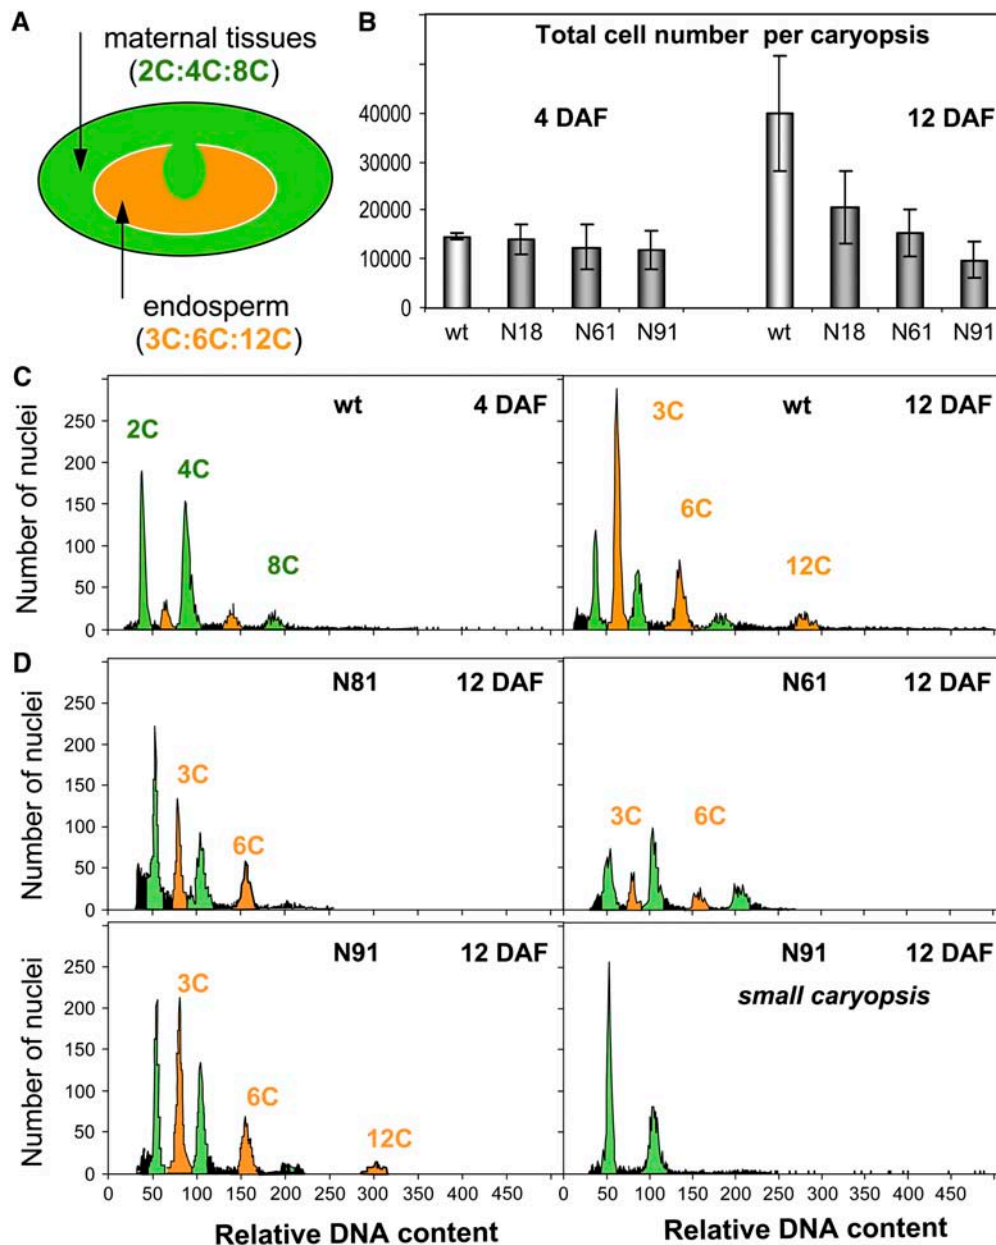 A
maternal tissues
(2C:4C:8C)
endosperm
(3C:6C:12C)
B
Total cell number per caryopsis
4 DAF 12 DAF
40000
30000
20000
10000
0
wt N18 N61 N91 wt N18 N61 N91
C
Number of nuclei
250
200
150
100
50
0
wt 4 DAF
2C
4C
8C
wt 12 DAF
3C
6C
12C
D
Number of nuclei
250
200
150
100
50
0
N81 12 DAF
3C
6C
N61 12 DAF
3C 6C
Number of nuclei
250
200
150
100
50
0
N91 12 DAF
3C
6C
12C
0 50 100 150 200 250 300 350 400 450
Relative DNA content
N91 12 DAF
small caryopsis
0 50 100 150 200 250 300 350 400 450
Relative DNA content